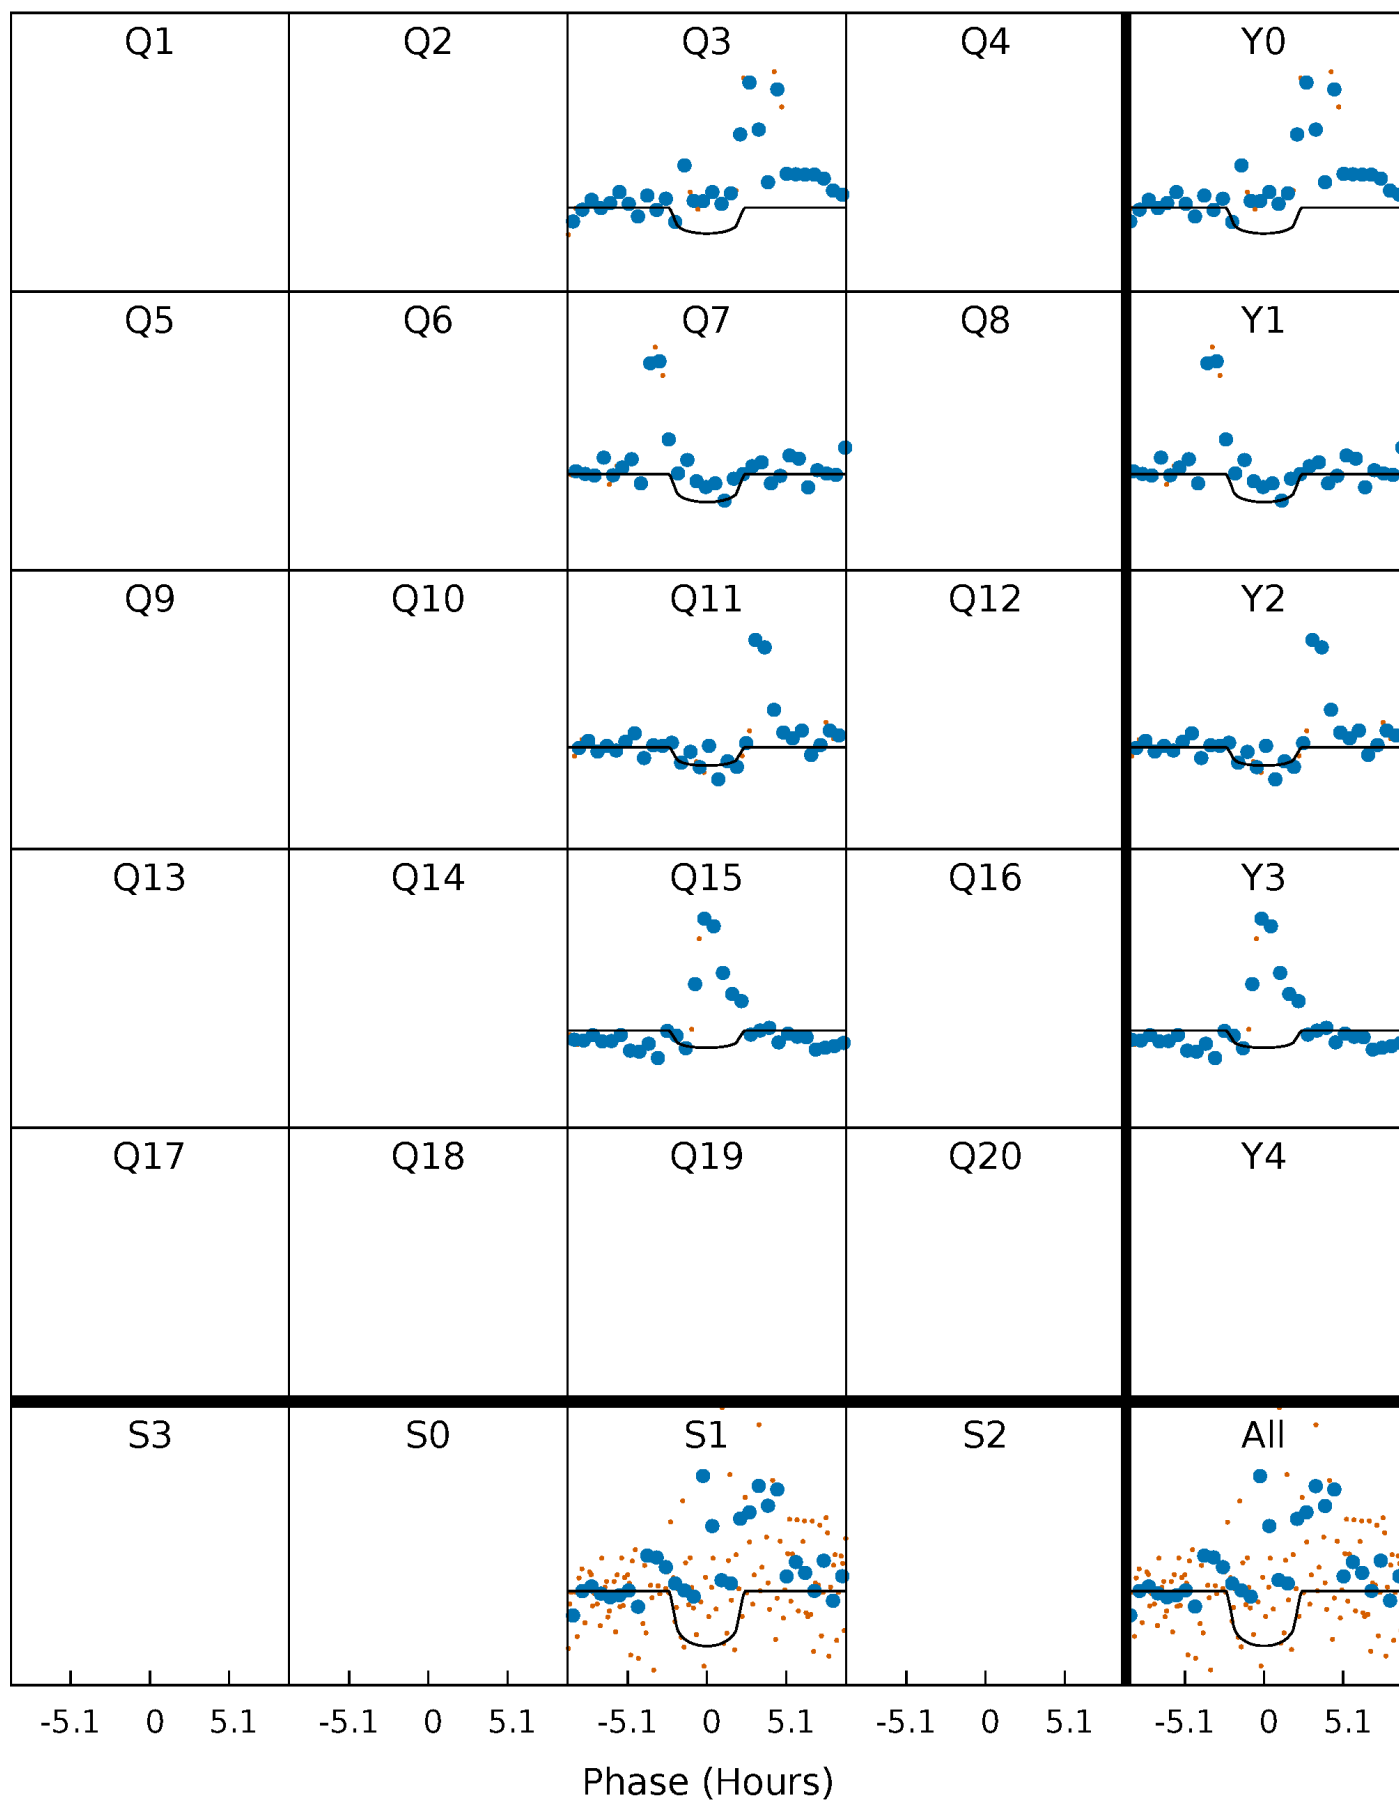 Q1 Q2 Q3 Q4 Y0
Q5 Q6 Q7 Q8 Y1
Q9 Q10 Q11 Q12 Y2
Q13 Q14 Q15 Q16 Y3
Q17 Q18 Q19 Q20 Y4
S3 S0 S1 S2 All
-5.1 0 5.1 -5.1 0 5.1 -5.1 0 5.1 -5.1 0 5.1 -5.1 0 5.1
Phase (Hours)